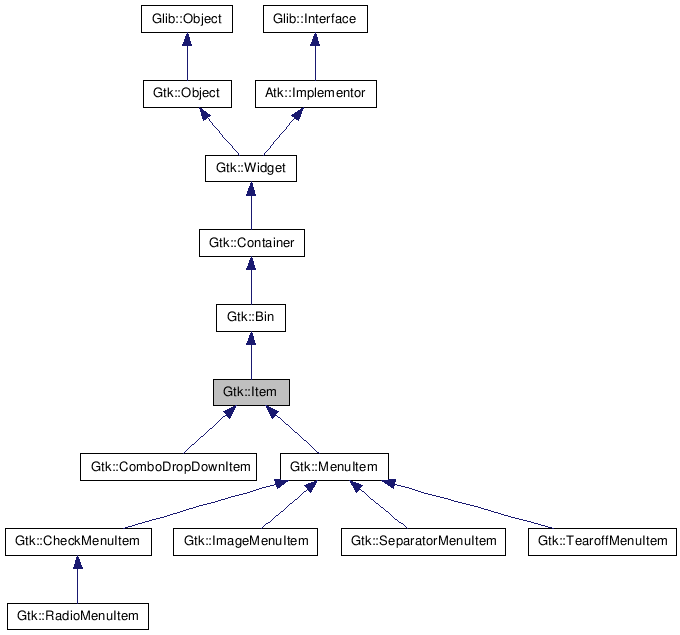 Glib::Object
Glib::Interface
Gtk::Object
Atk::Implementor
Gtk::Widget
Gtk::Container
Gtk::Bin
Gtk::Item
Gtk::ComboDropDownItem
Gtk::MenuItem
Gtk::CheckMenuItem
Gtk::ImageMenuItem
Gtk::SeparatorMenuItem
Gtk::TearoffMenuItem
Gtk::RadioMenuItem